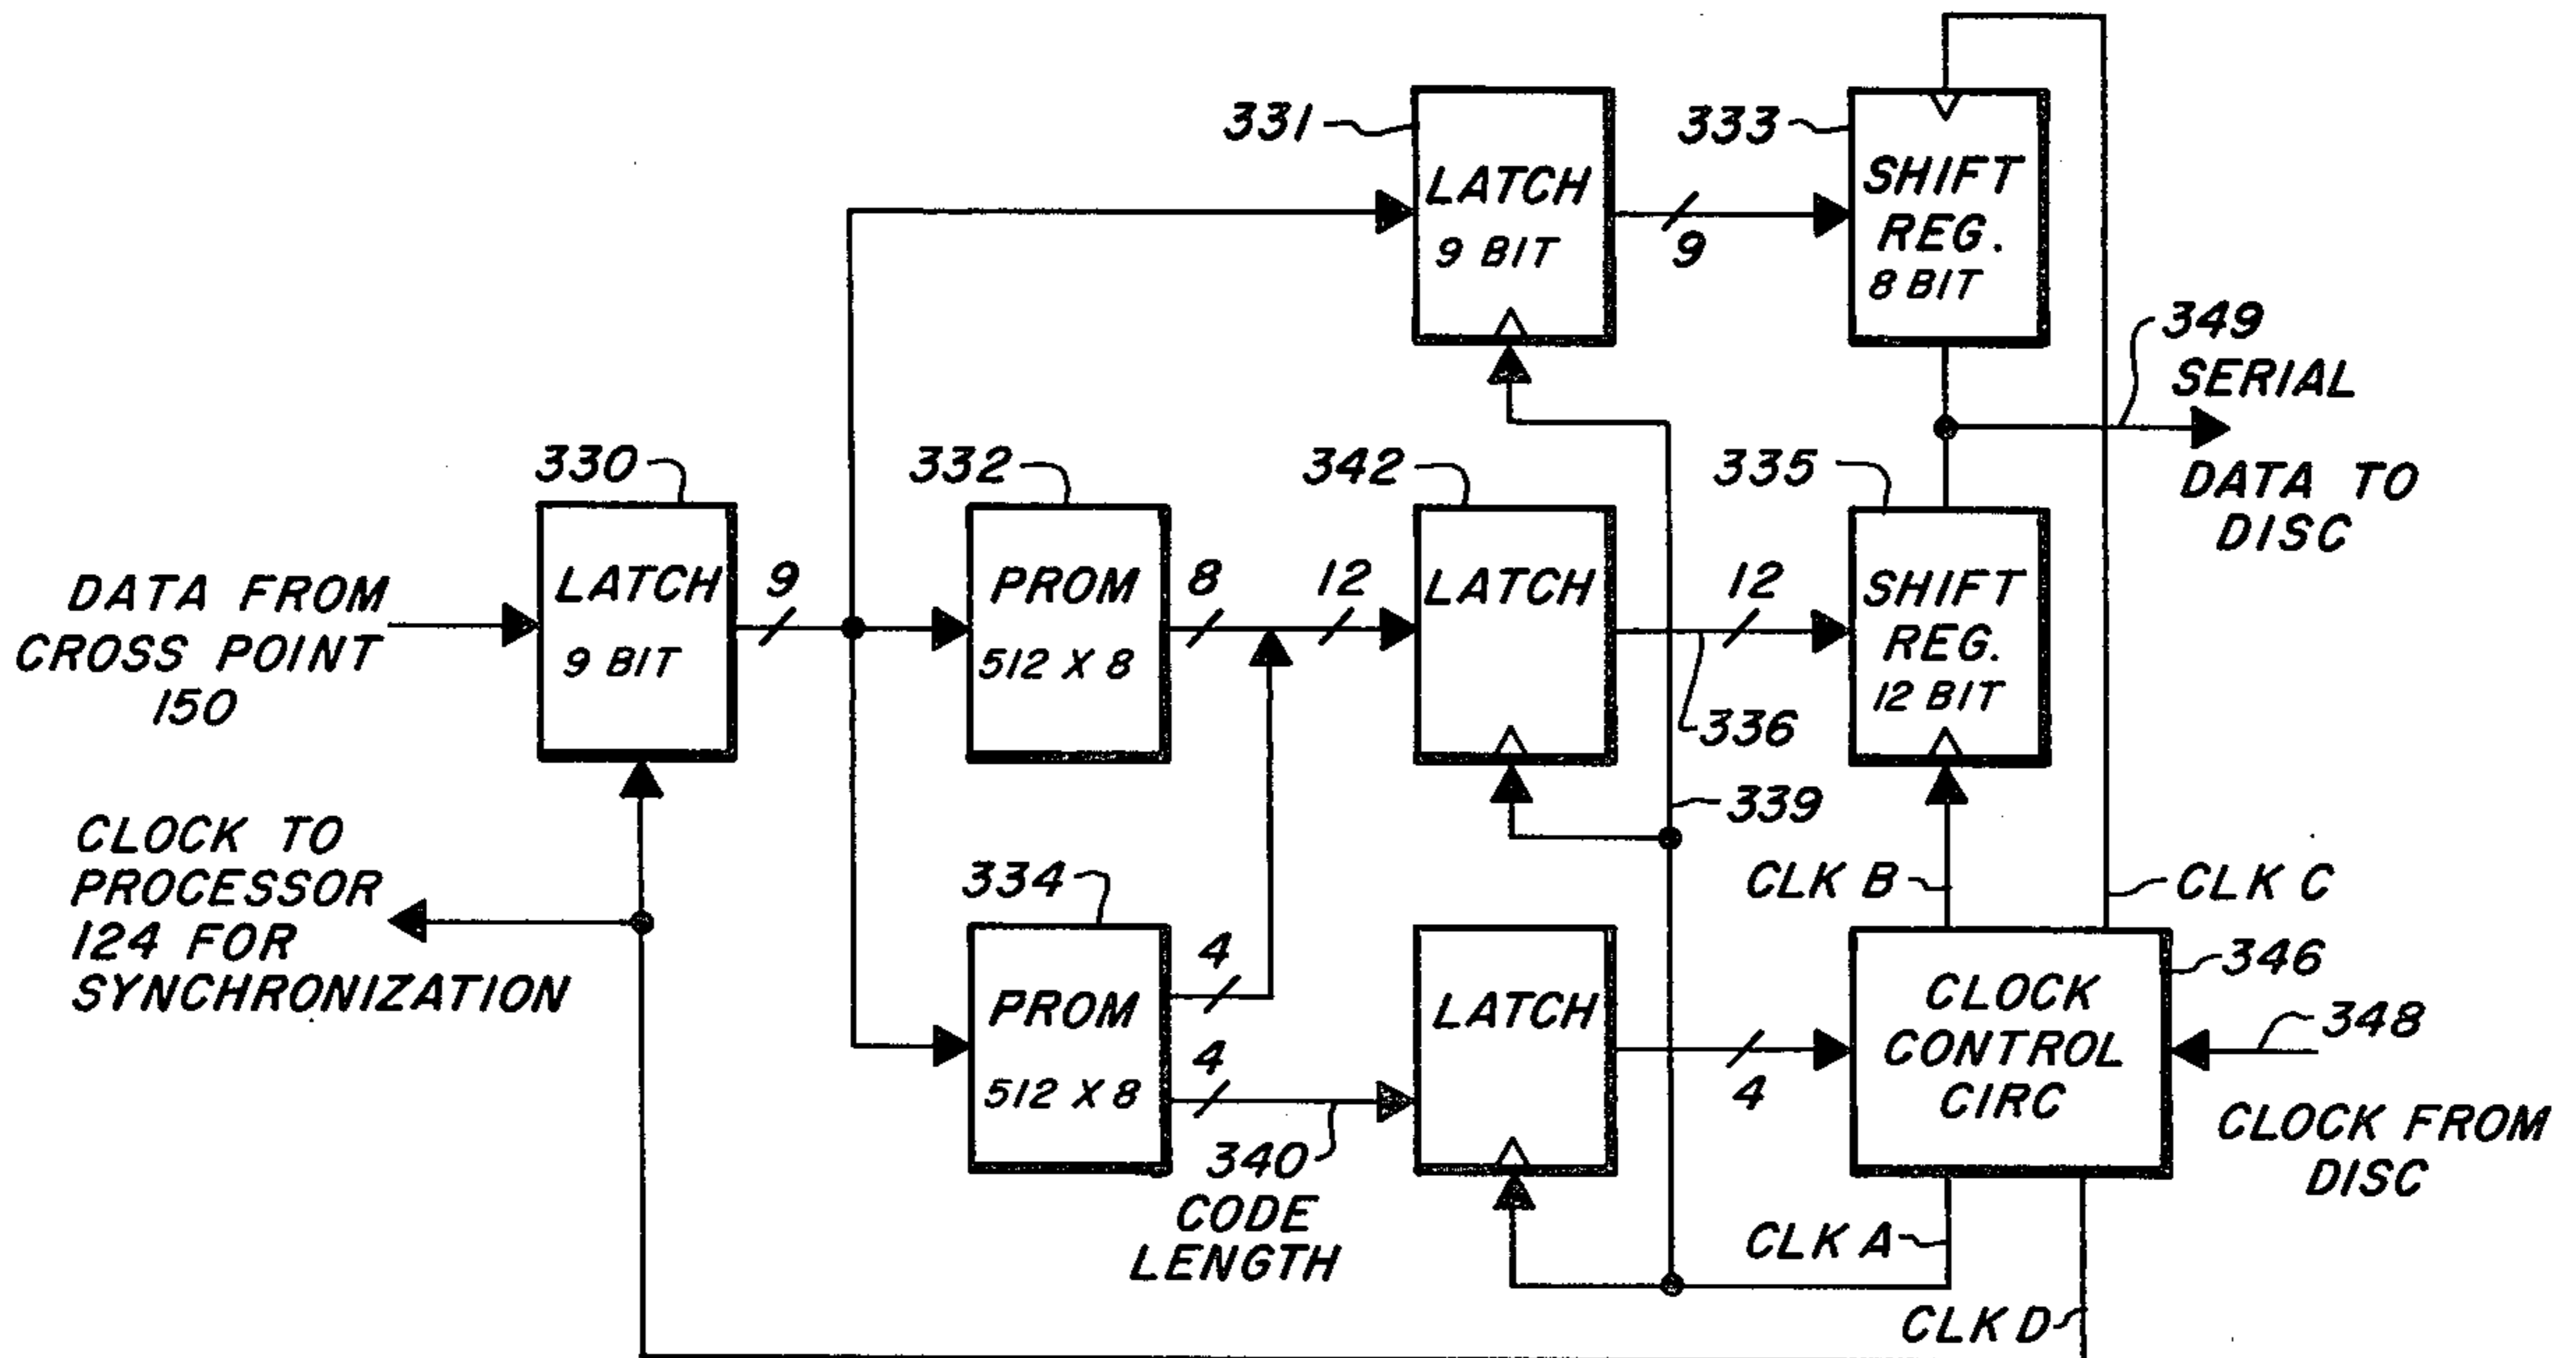 331
LATCH
9 BIT
9
333
SHIFT
REG.
8 BIT
349
SERIAL
DATA TO
DISC
DATA FROM
CROSS POINT
150
330
LATCH
9 BIT
9
332
PROM
512 X 8
8
12
342
LATCH
12
336
335
SHIFT
REG.
12 BIT
339
CLOCK TO
PROCESSOR
124 FOR
SYNCHRONIZATION
334
PROM
512 X 8
4
4
340
CODE
LENGTH
LATCH
4
CLK B
CLK C
346
CLOCK
CONTROL
CIRC
348
CLOCK FROM
DISC
CLK A
CLK D